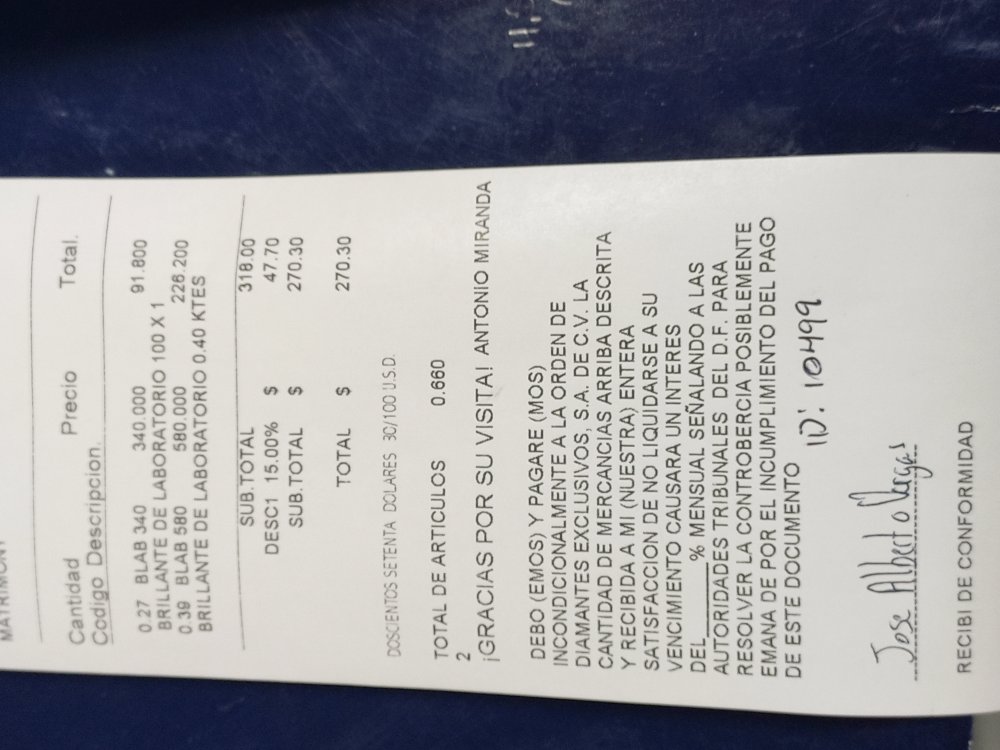 Cantidad Precio Total.
Codigo Descripcion.
0.27 BLAB 340 340.000 91.800
BRILLANTE DE LABORATORIO 100 X 1
0.39 BLAB 580 580.000 226.200
BRILLANTE DE LABORATORIO 0.40 KTES
SUB.TOTAL 318.00
DESC1 15.00% $ 47.70
SUB.TOTAL $ 270.30
TOTAL $ 270.30
DOSCIENTOS SETENTA DOLARES 30/100 U.S.D.
TOTAL DE ARTICULOS 0.660
2
¡GRACIAS POR SU VISITA! ANTONIO MIRANDA
DEBO (EMOS) Y PAGARE (MOS)
INCONDICIONALMENTE A LA ORDEN DE
DIAMANTES EXCLUSIVOS, S.A. DE C.V. LA
CANTIDAD DE MERCANCIAS ARRIBA DESCRITA
Y RECIBIDA A MI (NUESTRA) ENTERA
SATISFACCION DE NO LIQUIDARSE A SU
VENCIMIENTO CAUSARA UN INTERES
DEL______% MENSUAL SEÑALANDO A LAS
AUTORIDADES TRIBUNALES DEL D.F. PARA
RESOLVER LA CONTROBERCIA POSIBLEMENTE
EMANA DE POR EL INCUMPLIMIENTO DEL PAGO
DE ESTE DOCUMENTO
ID: 10499
Jose Alberto Vargas
RECIBI DE CONFORMIDAD